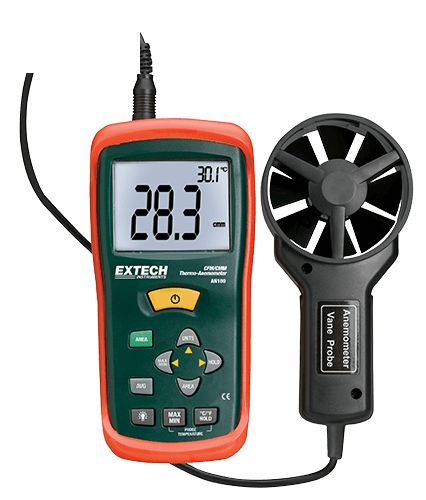 30.1°C
28.3
cmm
EXTECH
INSTRUMENTS
CFM/CMM
Thermo-Anemometer
AN100
AREA
UNITS
MAX
MIN
HOLD
AVG
AREA
CE
MAX
MIN
°C/°F
HOLD
PROBE
TEMPERATURE
Anemometer
Vane Probe